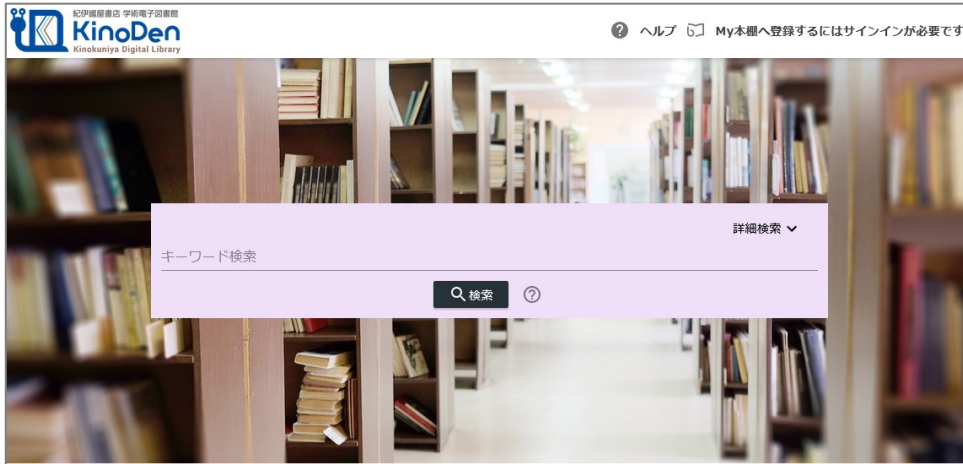 紀伊國屋書店 学術電子図書館
KinoDen
Kinokuniya Digital Library
ヘルプ My本棚へ登録するにはサインインが必要です
詳細検索
キーワード検索
検索